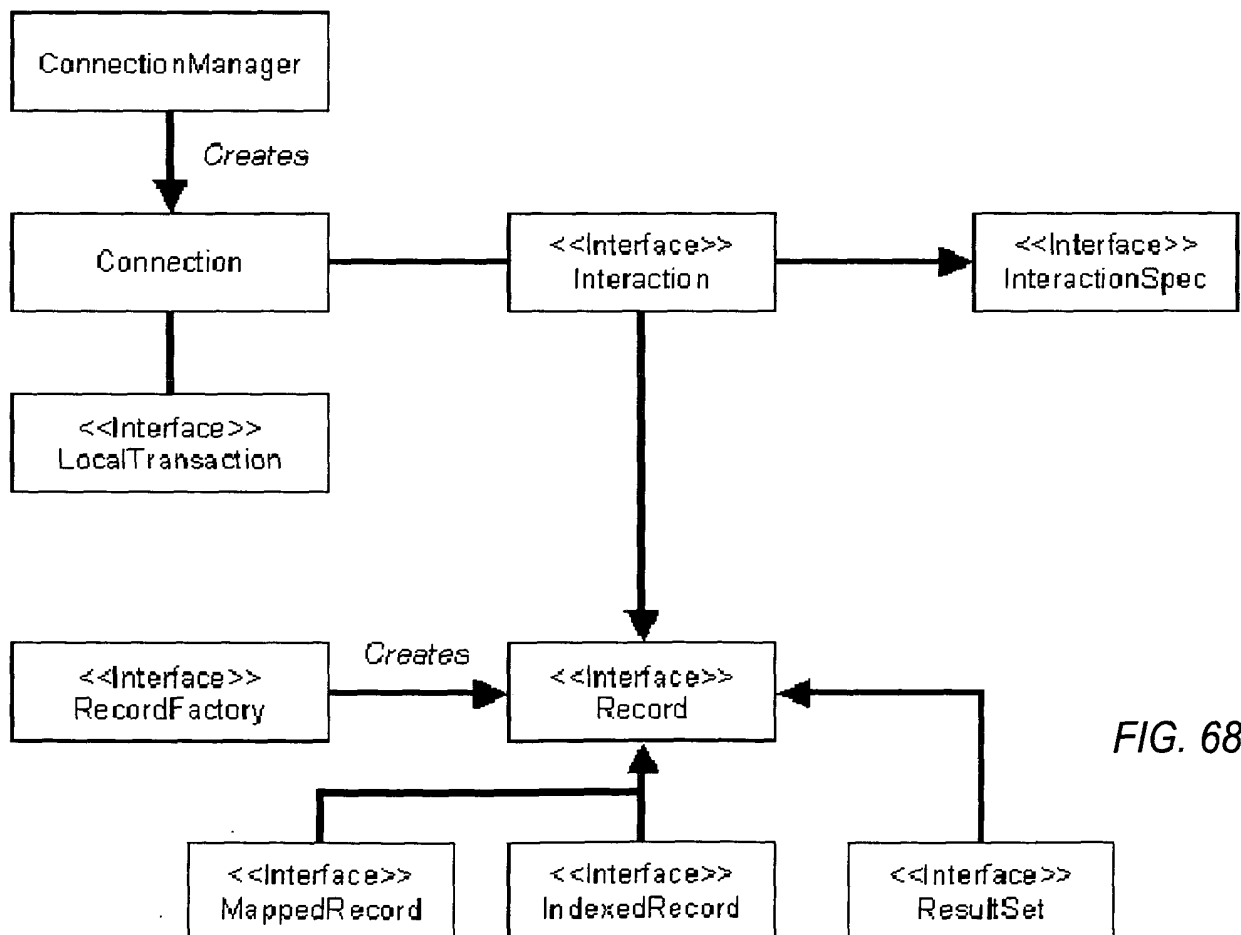 ConnectionManager
Creates
Connection
<<Interface>>
Interaction
<<Interface>>
InteractionSpec
<<Interface>>
LocalTransaction
<<Interface>>
RecordFactory
Creates
<<Interface>>
Record
FIG. 68
<<Interface>>
MappedRecord
<<Interface>>
IndexedRecord
<<Interface>>
ResultSet